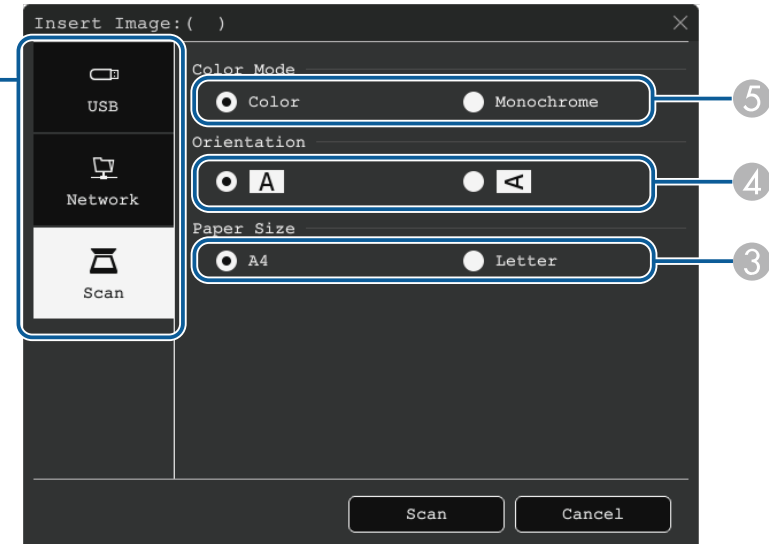 Insert Image:( )
USB
Network
Scan
Color Mode
Color Monochrome
5
Orientation
A A
4
Paper Size
A4 Letter
3
Scan Cancel